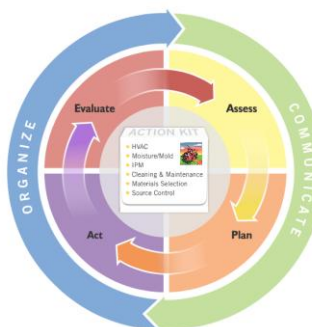 ORGANIZE
COMMUNICATE
Evaluate
Assess
ACTION KIT
HVAC
Moisture/Mold
IPM
Cleaning & Maintenance
Materials Selection
Source Control
Act
Plan